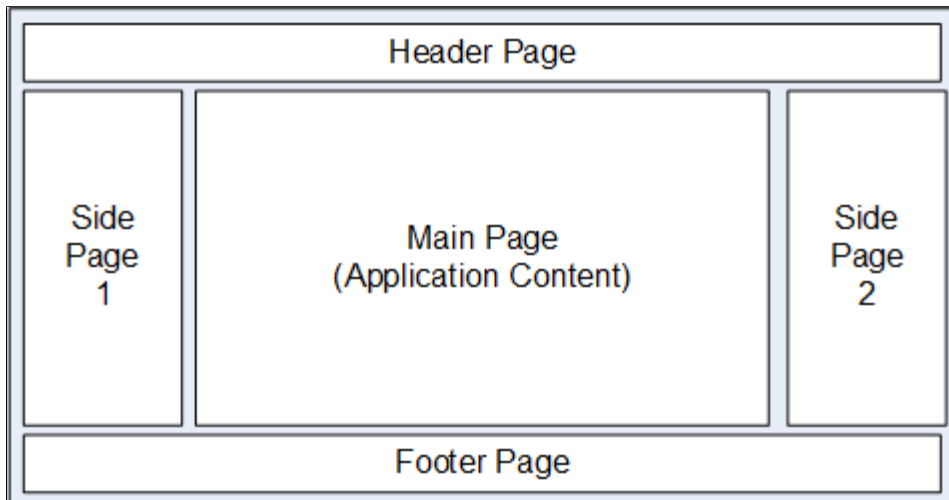 Header Page
Side
Page
1
Main Page
(Application Content)
Side
Page
2
Footer Page